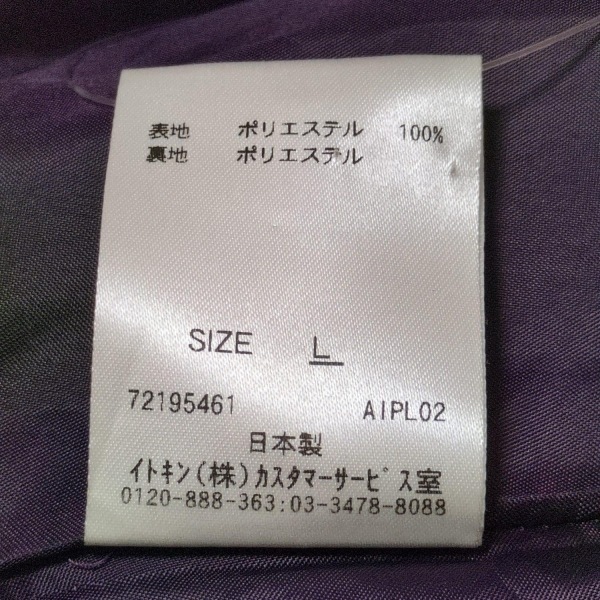 表地 ポリエステル 100%
裏地 ポリエステル
SIZE L
72195461 AIPL02
日本製
イトキン(株)カスタマーサービス室
0120-888-363:03-3478-8088